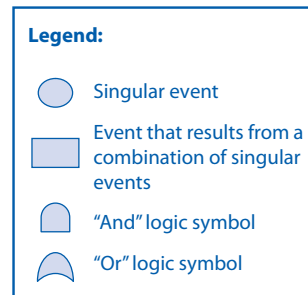 Legend:
Singular event
Event that results from a
combination of singular
events
“And” logic symbol
“Or” logic symbol